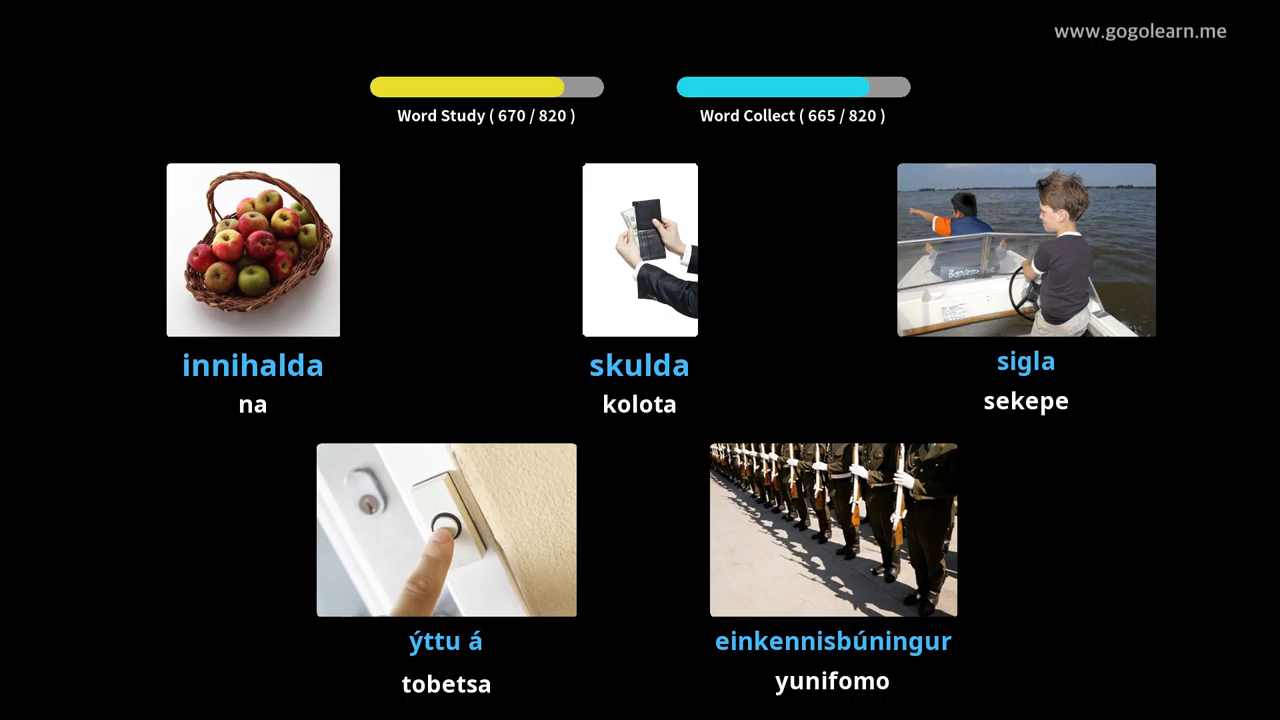 www.gogolearn.me
Word Study ( 670 / 820 )
Word Collect ( 665 / 820 )
innihalda
na
skulda
kolota
sigla
sekepe
ýttu á
tobetsa
einkennisbúningur
yunifomo